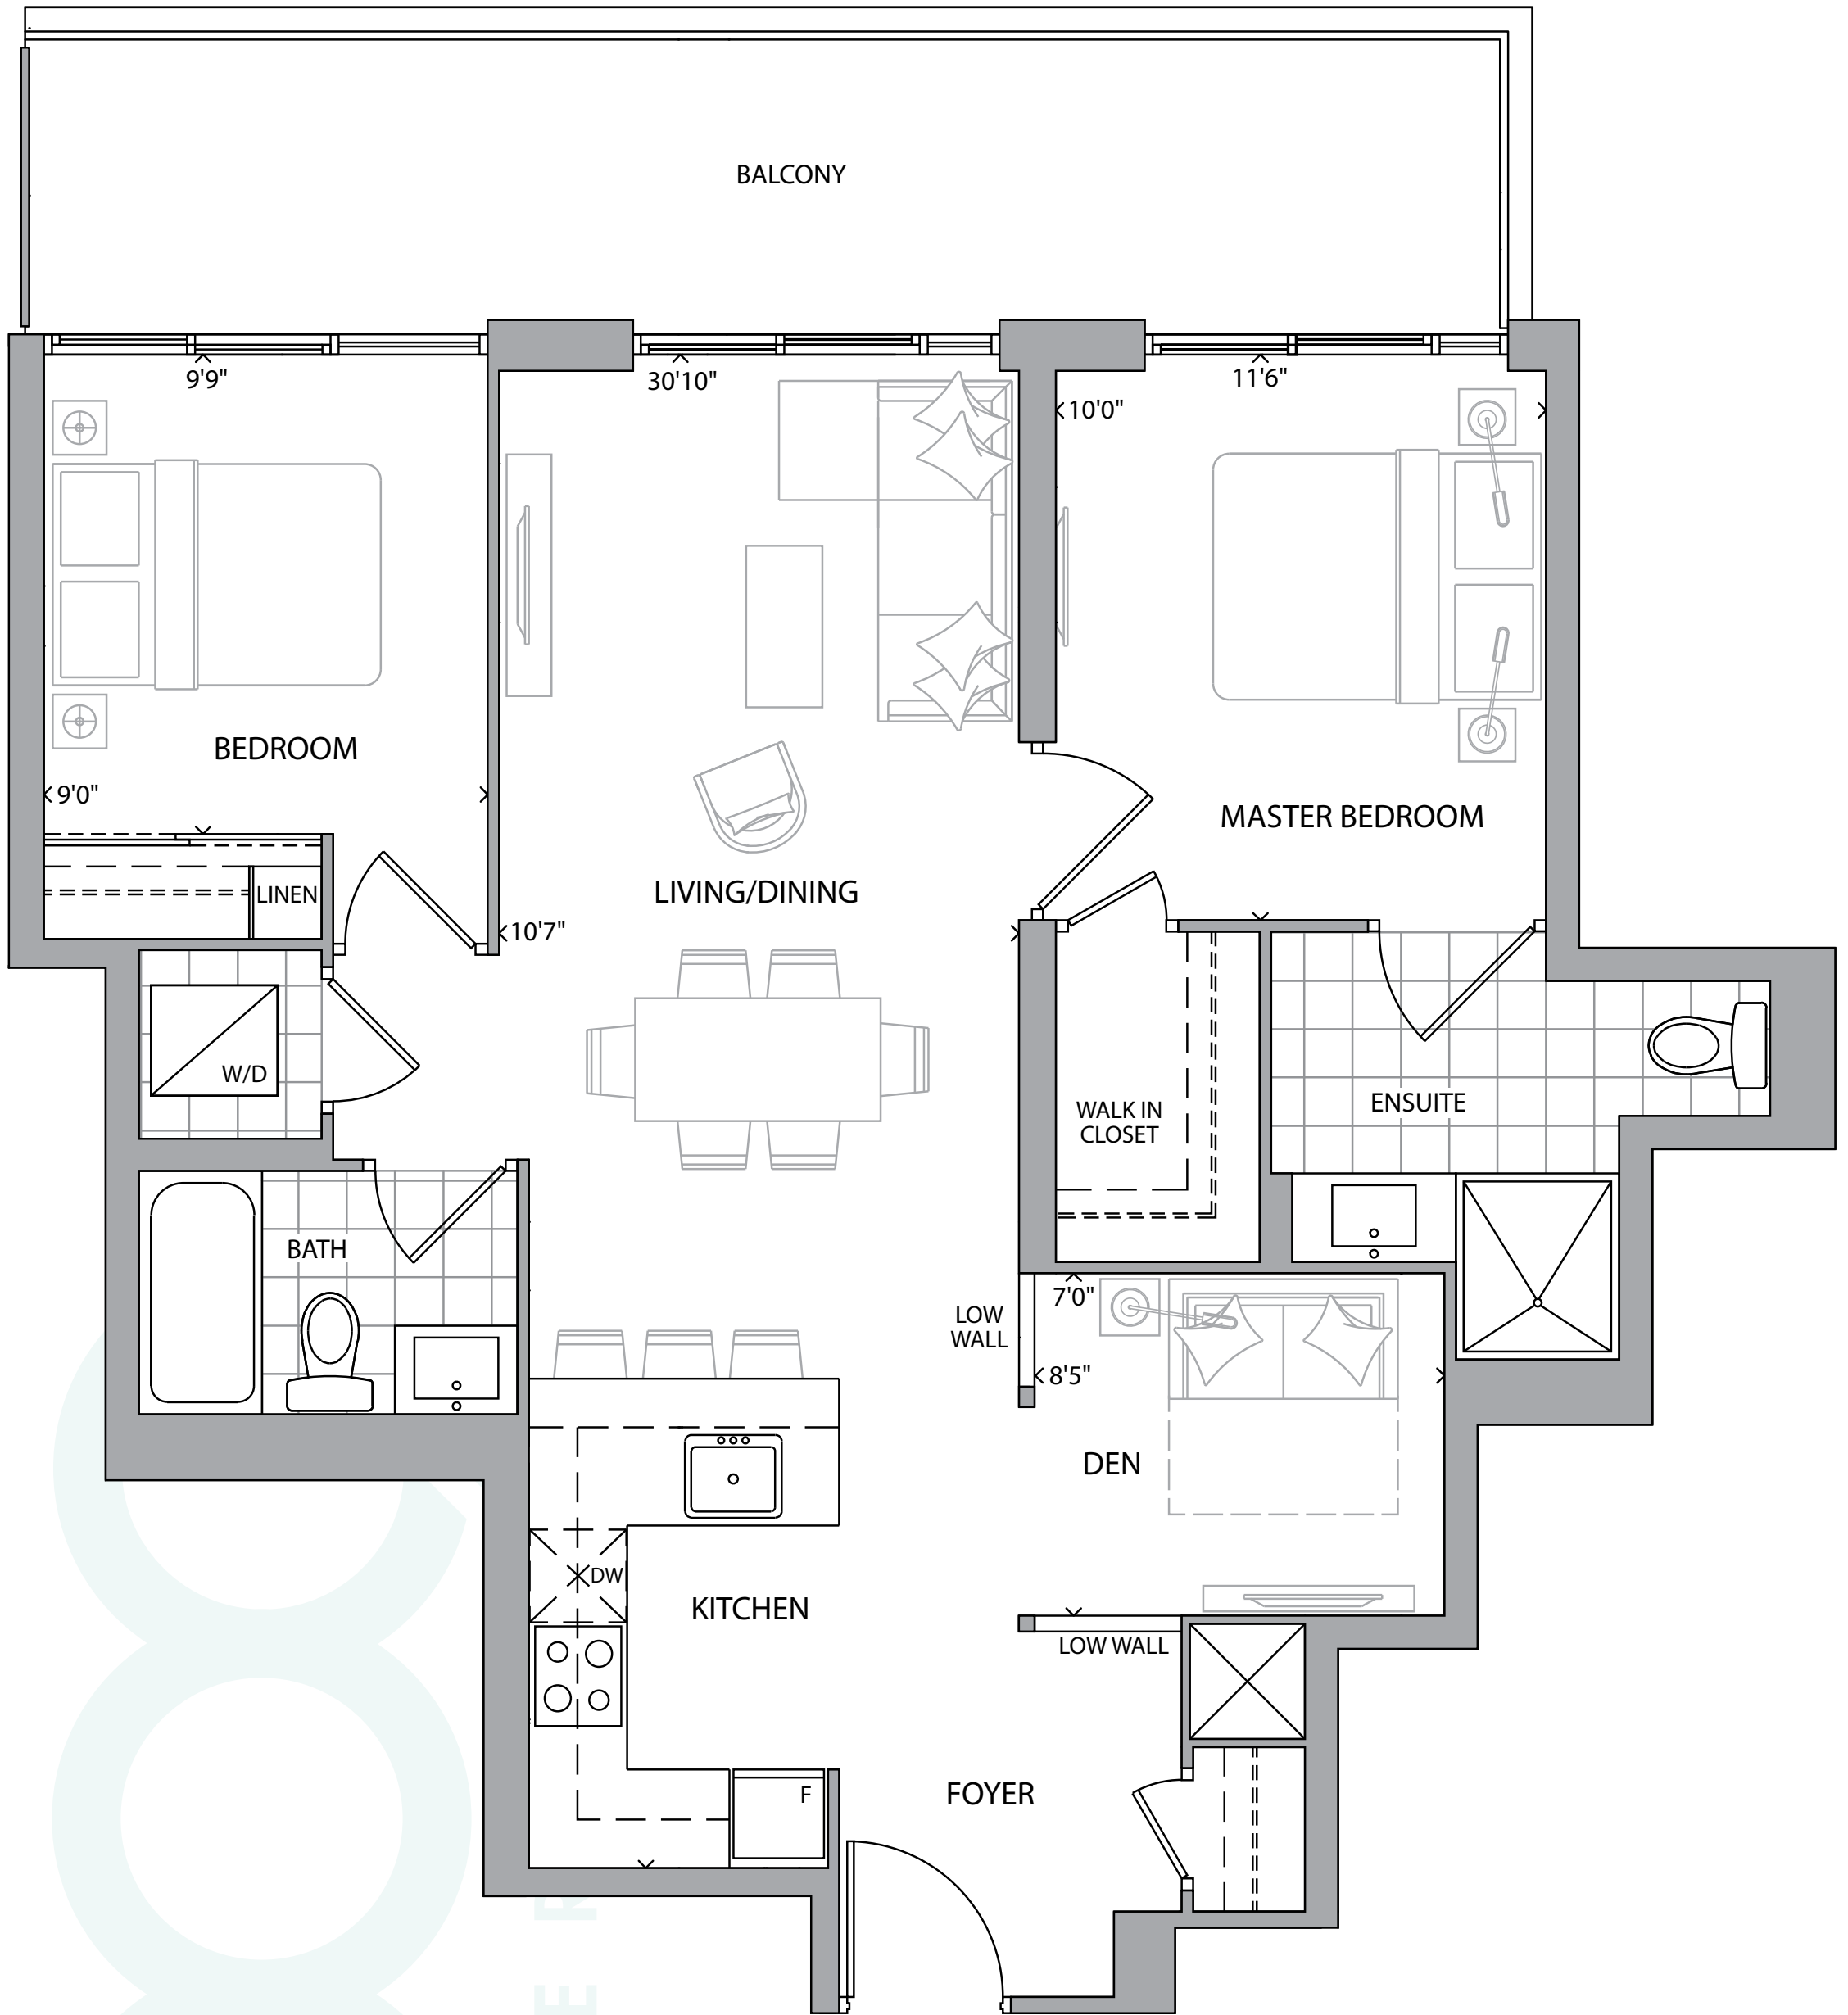 BALCONY
9'9"
30'10"
11'6"
10'0"
BEDROOM
9'0"
MASTER BEDROOM
LINEN
LIVING/DINING
10'7"
W/D
WALK IN
CLOSET
ENSUITE
BATH
7'0"
LOW
WALL
8'5"
DEN
DW
KITCHEN
LOW WALL
F
FOYER
E R